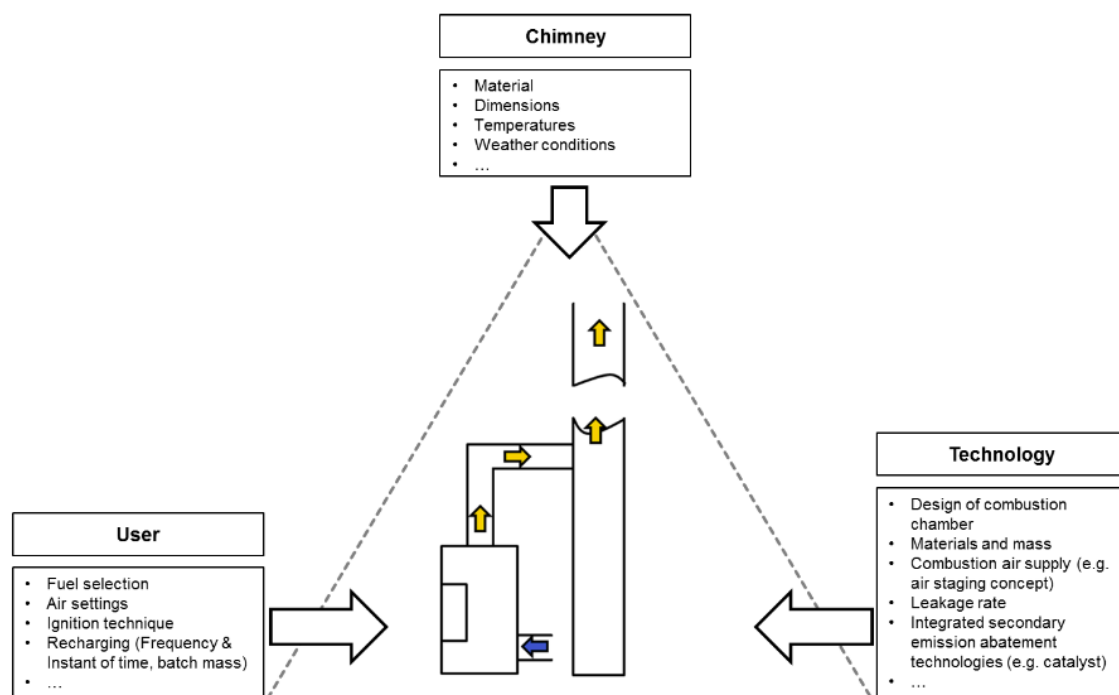 Chimney
• Material
• Dimensions
• Temperatures
• Weather conditions
• …
User
• Fuel selection
• Air settings
• Ignition technique
• Recharging (Frequency &
Instant of time, batch mass)
• …
Technology
• Design of combustion
chamber
• Materials and mass
• Combustion air supply (e.g.
air staging concept)
• Leakage rate
• Integrated secondary
emission abatement
technologies (e.g. catalyst)
• …